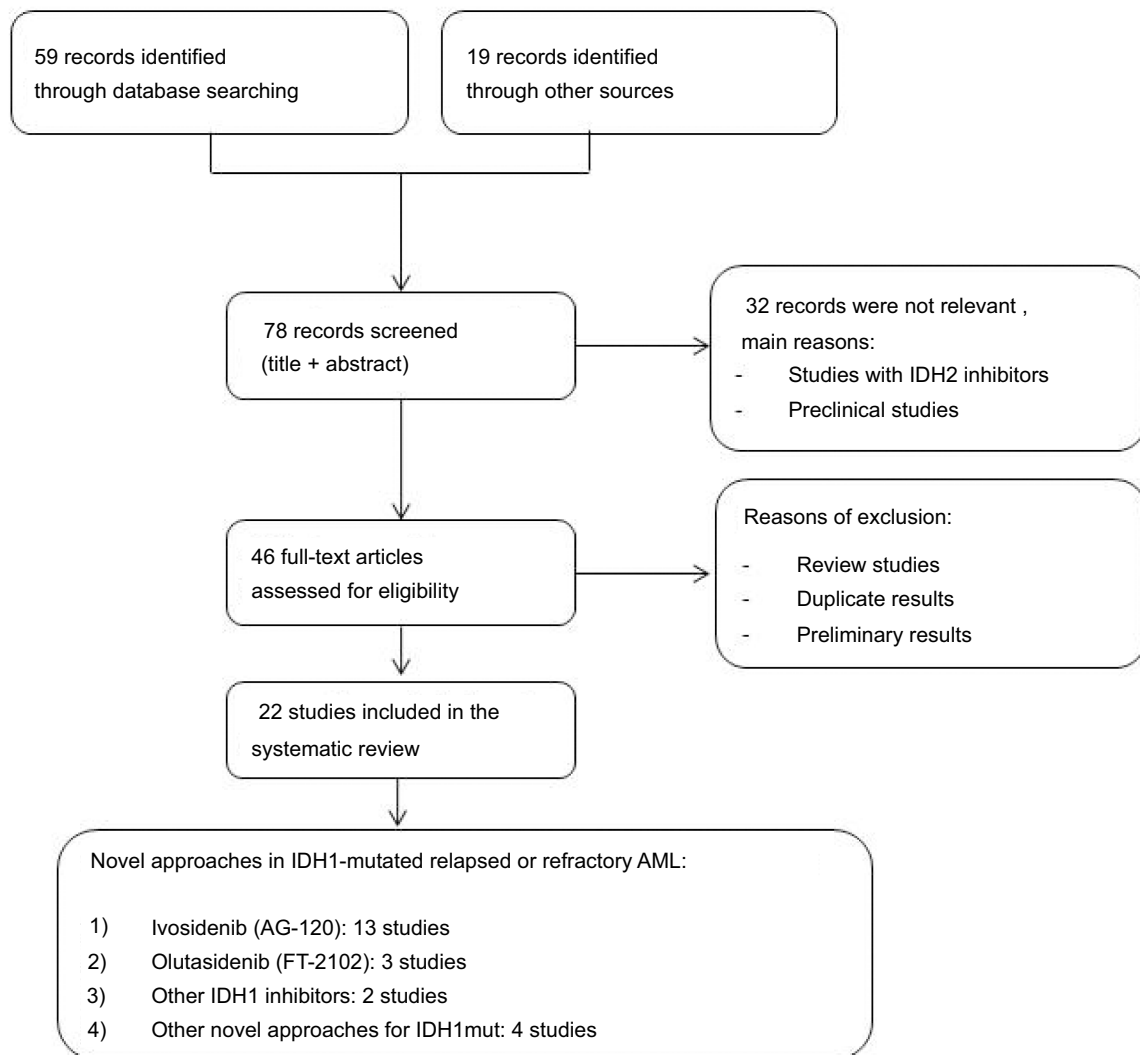 59 records identified
through database searching
19 records identified
through other sources
78 records screened
(title + abstract)
32 records were not relevant ,
main reasons:
- Studies with IDH2 inhibitors
- Preclinical studies
46 full-text articles
assessed for eligibility
Reasons of exclusion:
- Review studies
- Duplicate results
- Preliminary results
22 studies included in the
systematic review
Novel approaches in IDH1-mutated relapsed or refractory AML:
1) Ivosidenib (AG-120): 13 studies
2) Olutasidenib (FT-2102): 3 studies
3) Other IDH1 inhibitors: 2 studies
4) Other novel approaches for IDH1mut: 4 studies